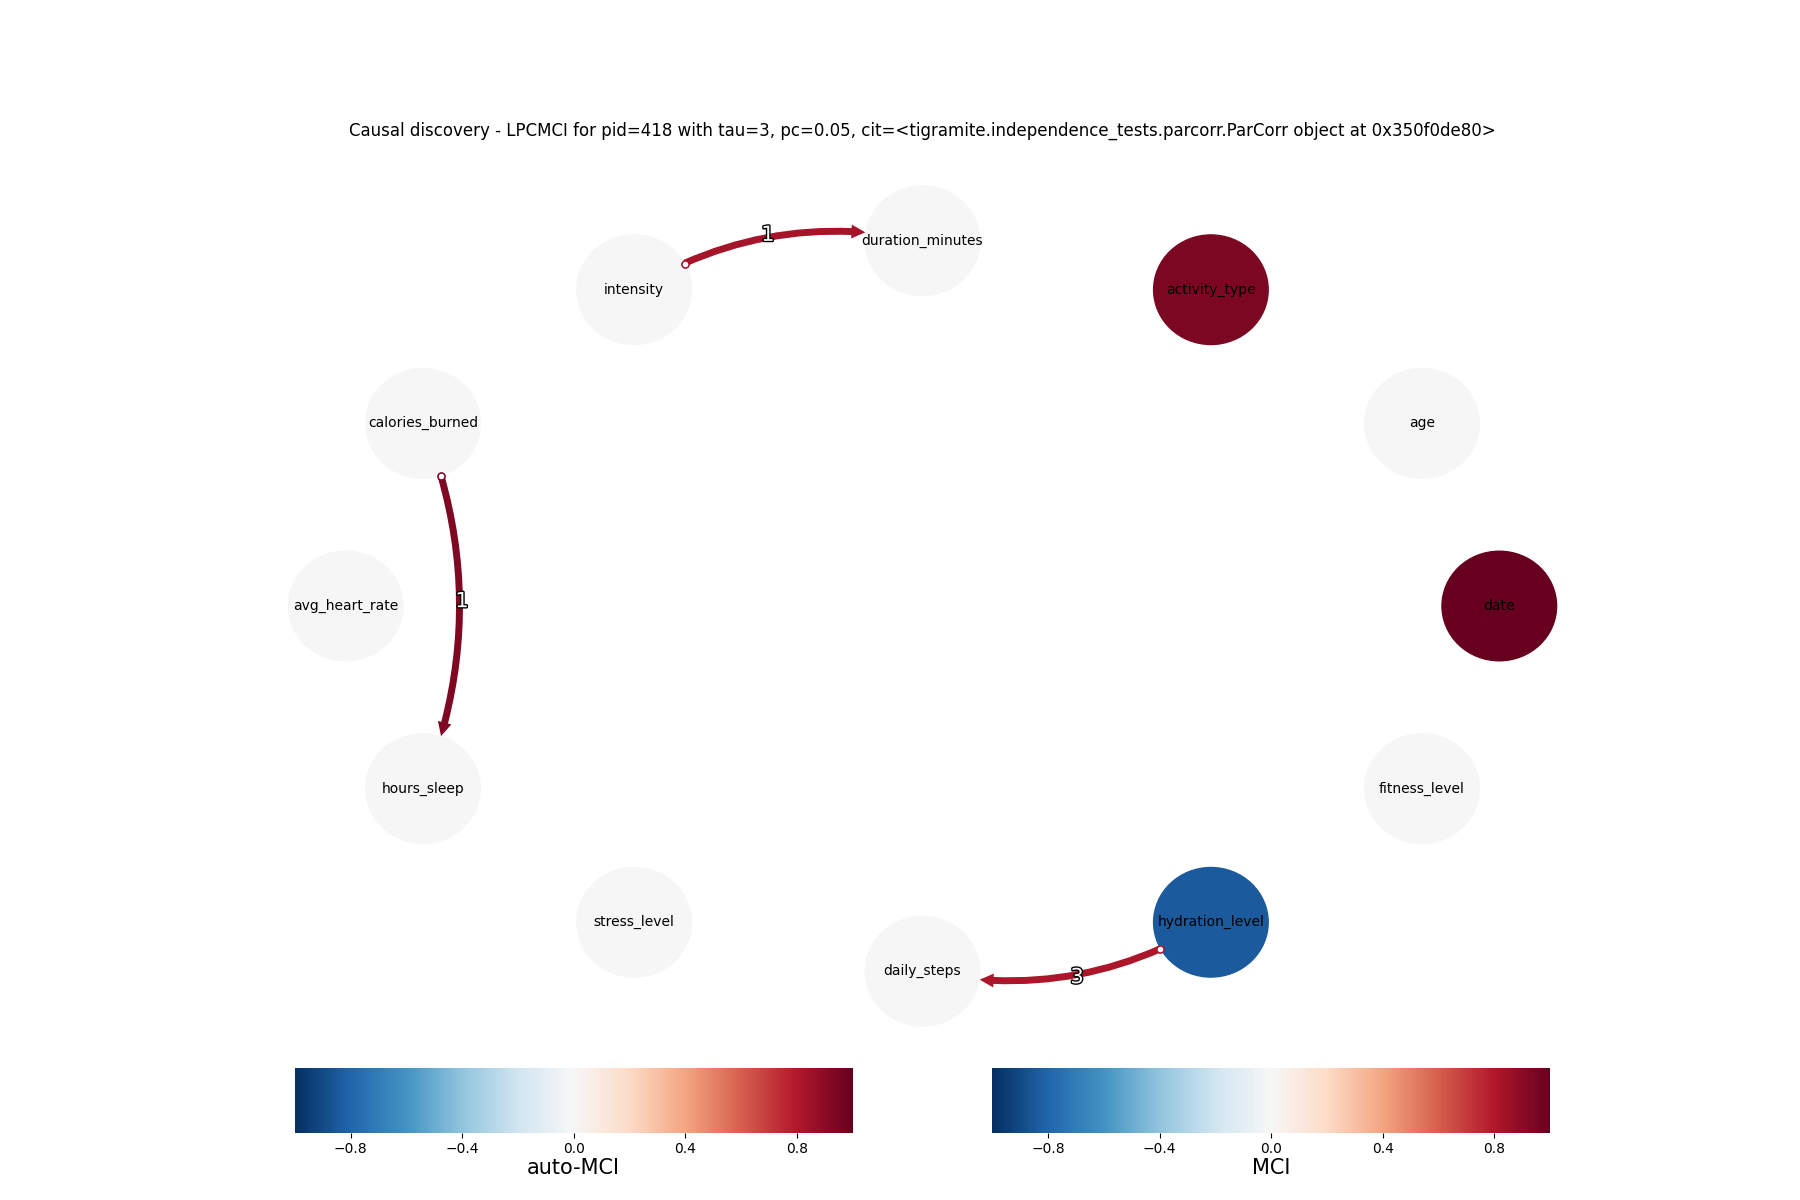 Causal discovery - LPCMCI for pid=418 with tau=3, pc=0.05, cit=<tigramite.independence_tests.parcorr.ParCorr object at 0x350f0de80>
1
duration_minutes
intensity
activity_type
calories_burned
age
avg_heart_rate
1
date
hours_sleep
fitness_level
stress_level
hydration_level
daily_steps
3
−0.8 −0.4 0.0 0.4 0.8
auto-MCI
−0.8 −0.4 0.0 0.4 0.8
MCI